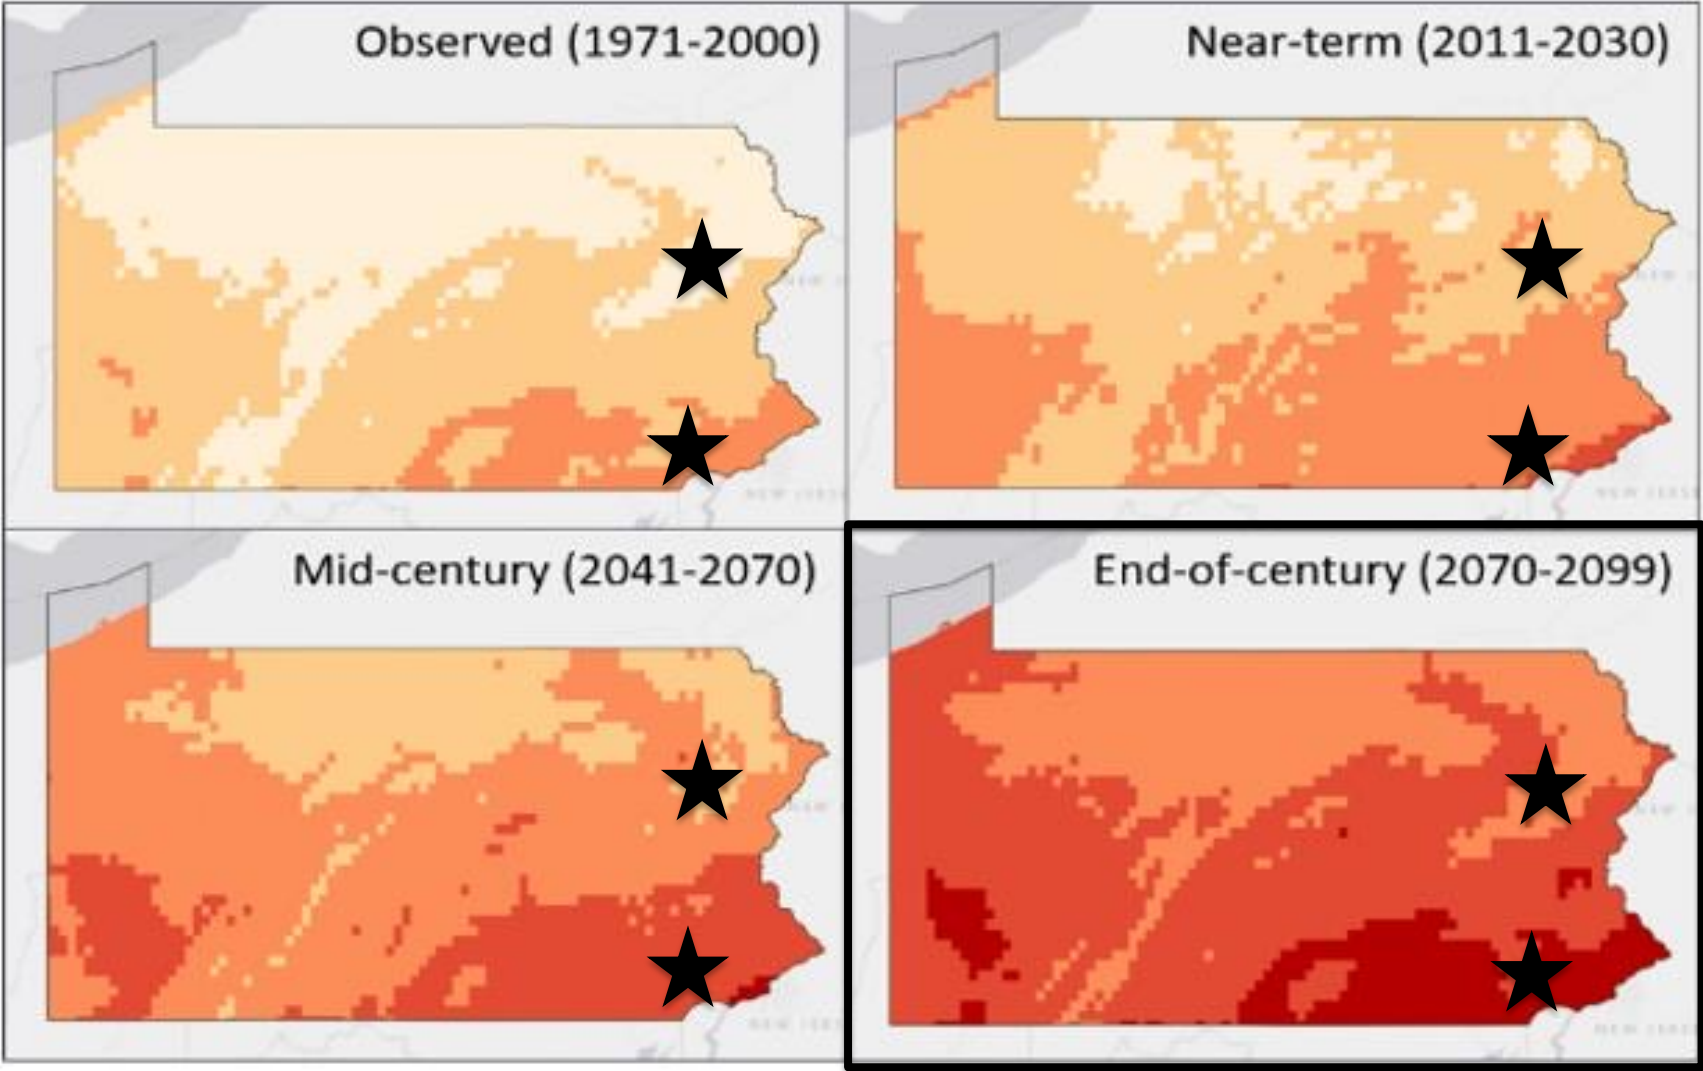 Observed (1971-2000)
Near-term (2011-2030)
Mid-century (2041-2070)
End-of-century (2070-2099)